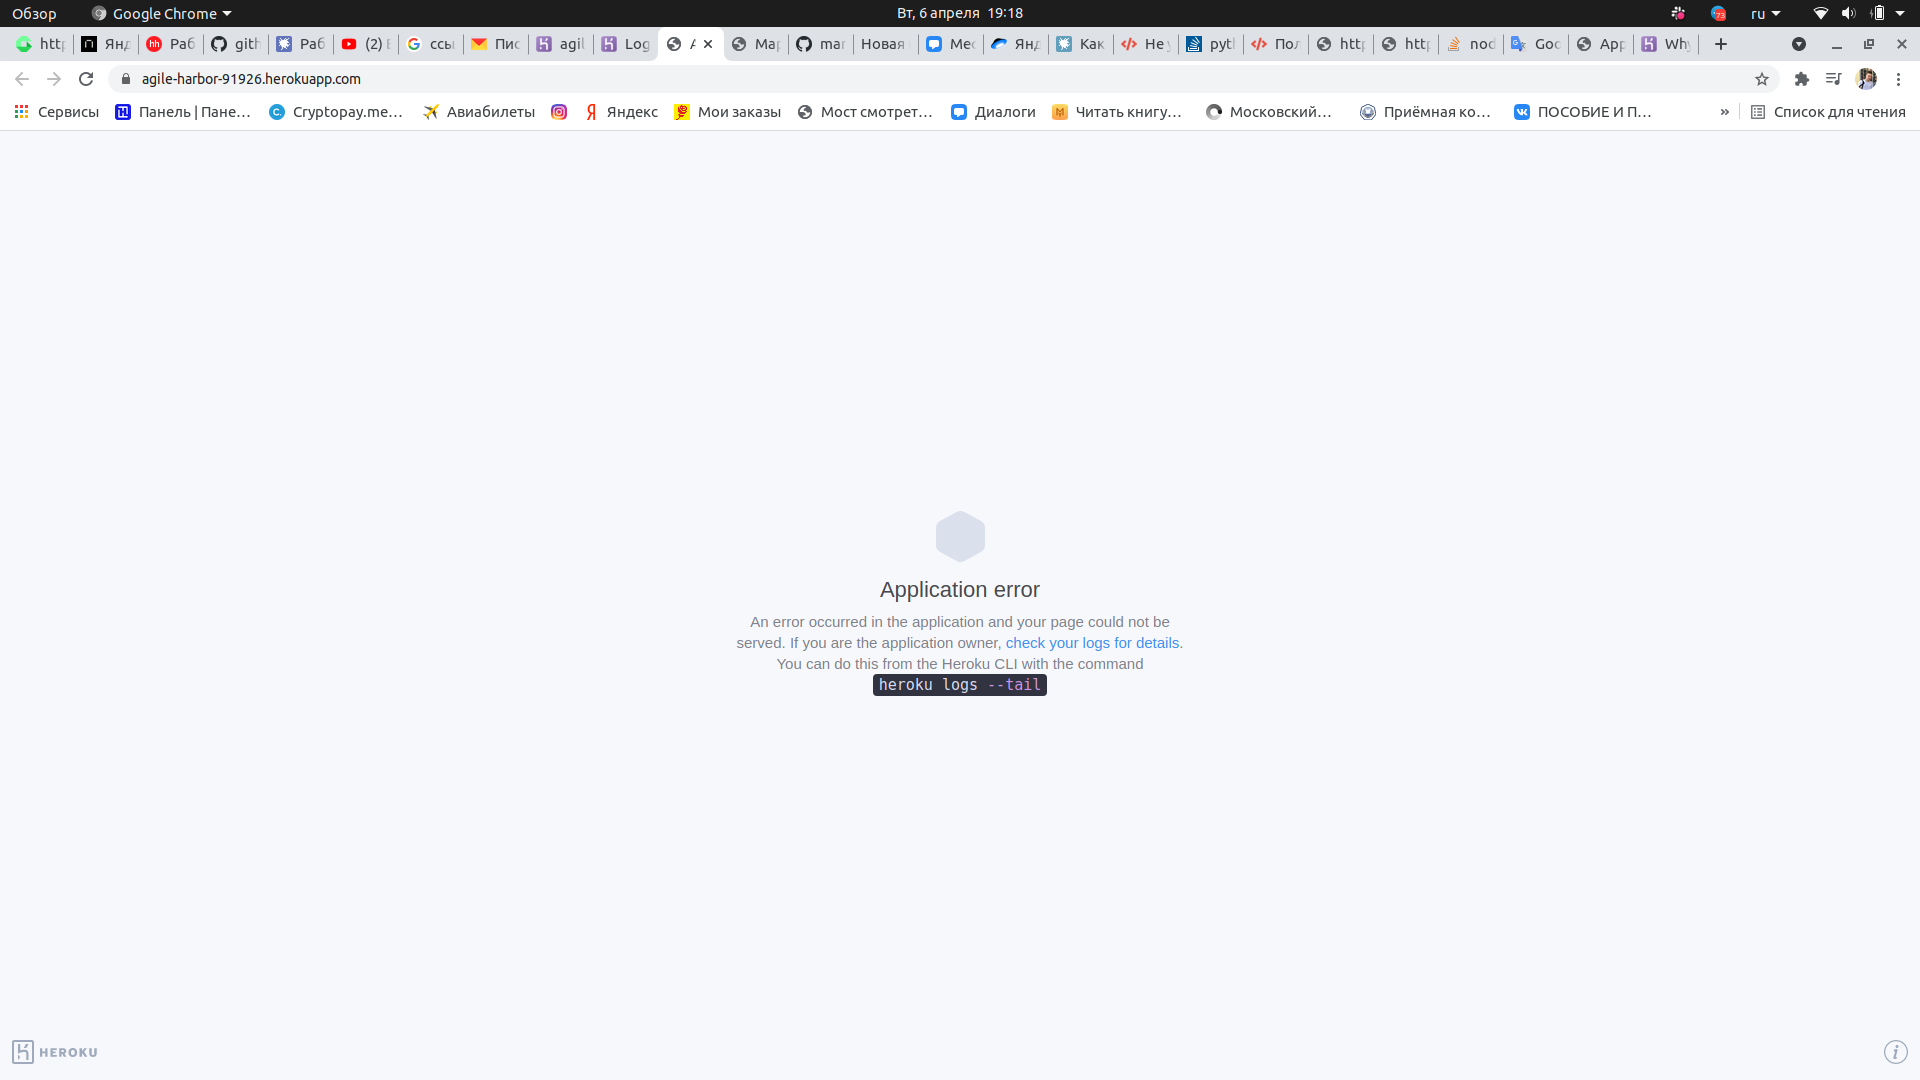 Обзор Google Chrome Вт, 6 апреля 19:18 73 ru
http Янд Раб gith Раб (2) ссы Пис agil Log Мар mar Новая Мес Янд Как Не pyt Пол http http nod Goo App Why
agile-harbor-91926.herokuapp.com
Сервисы Панель | Пане... Cryptopay.me... Авиабилеты Яндекс Мои заказы Мост смотрет... Диалоги Читать книгу... Московский... Приёмная ко... ПОСОБИЕ И П... » Список для чтения
Application error
An error occurred in the application and your page could not be
served. If you are the application owner, check your logs for details.
You can do this from the Heroku CLI with the command
heroku logs --tail
HEROKU